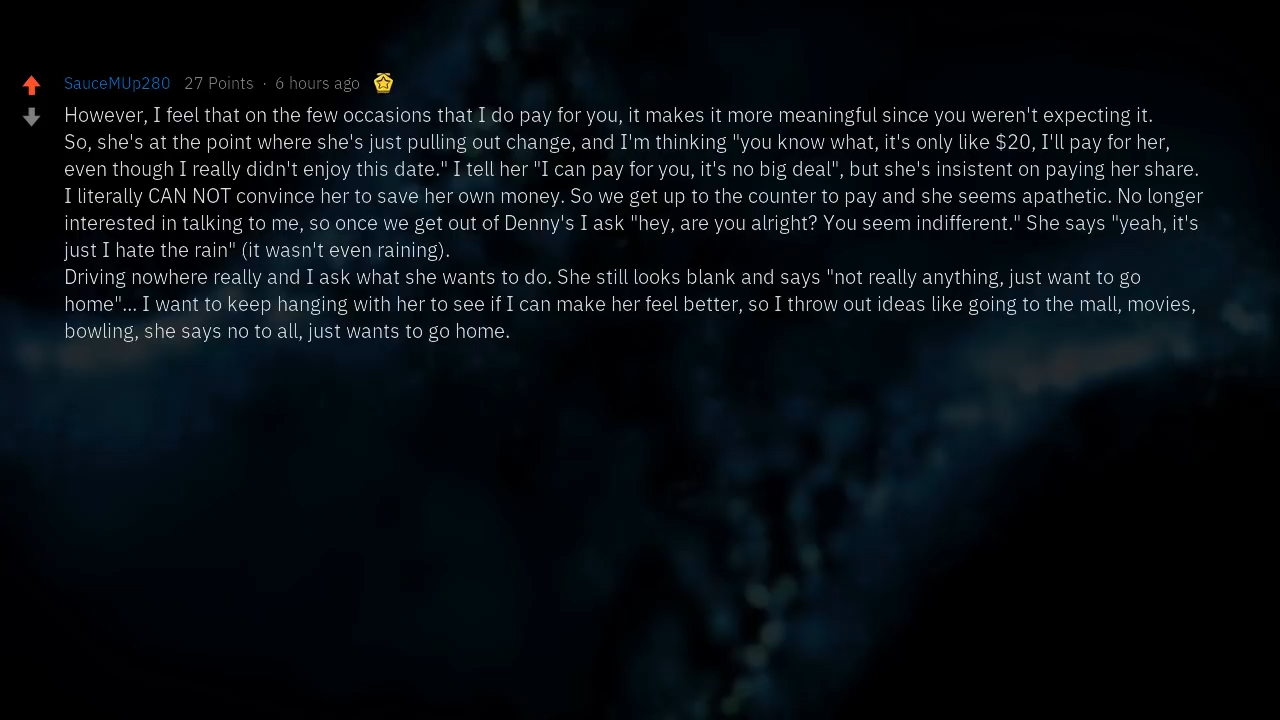 SauceMUp280 27 Points · 6 hours ago
However, I feel that on the few occasions that I do pay for you, it makes it more meaningful since you weren't expecting it.
So, she's at the point where she's just pulling out change, and I'm thinking "you know what, it's only like $20, I'll pay for her,
even though I really didn't enjoy this date." I tell her "I can pay for you, it's no big deal", but she's insistent on paying her share.
I literally CAN NOT convince her to save her own money. So we get up to the counter to pay and she seems apathetic. No longer
interested in talking to me, so once we get out of Denny's I ask "hey, are you alright? You seem indifferent." She says "yeah, it's
just I hate the rain" (it wasn't even raining).
Driving nowhere really and I ask what she wants to do. She still looks blank and says "not really anything, just want to go
home"... I want to keep hanging with her to see if I can make her feel better, so I throw out ideas like going to the mall, movies,
bowling, she says no to all, just wants to go home.